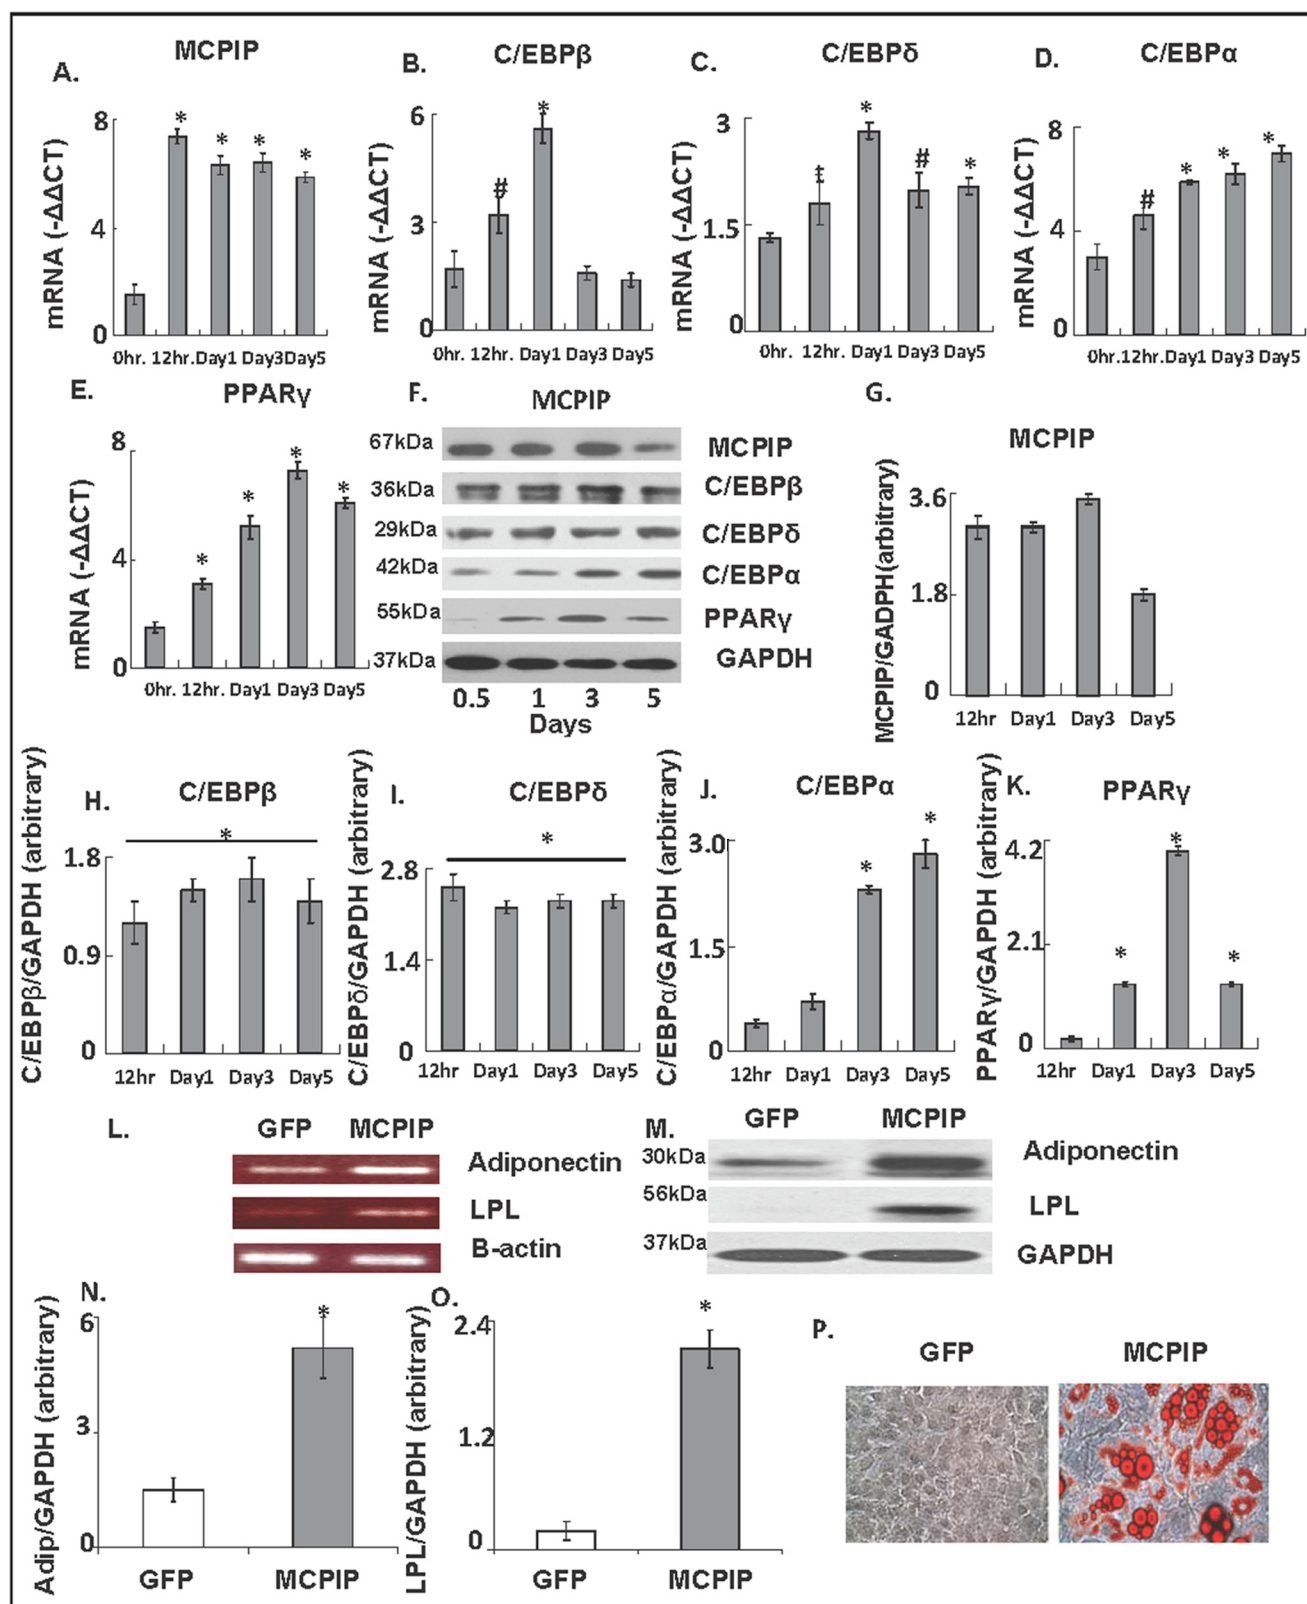 A.
MCPIP
mRNA (-ΔΔCT)
8
4
0
* * * * *
0hr. 12hr. Day1 Day3 Day5
B.
C/EBPβ
mRNA (-ΔΔCT)
6
3
0
# *
0hr. 12hr. Day1 Day3 Day5
C.
C/EBPδ
mRNA (-ΔΔCT)
3
1.5
0
‡ * # *
0hr. 12hr. Day1 Day3 Day5
D.
C/EBPα
mRNA (-ΔΔCT)
8
4
0
# * * *
0hr. 12hr. Day1 Day3 Day5
E.
PPARγ
mRNA (-ΔΔCT)
8
4
0
* * * *
0hr. 12hr. Day1 Day3 Day5
F.
MCPIP
67kDa MCPIP
36kDa C/EBPβ
29kDa C/EBPδ
42kDa C/EBPα
55kDa PPARγ
37kDa GAPDH
0.5 1 3 5
Days
G.
MCPIP
MCPIP/GADPH(arbitrary)
3.6
1.8
0
12hr Day1 Day3 Day5
H.
C/EBPβ
C/EBPβ/GAPDH (arbitrary)
*
1.8
0.9
0
12hr Day1 Day3 Day5
I.
C/EBPδ
C/EBPδ/GAPDH (arbitrary)
*
2.8
1.4
0
12hr Day1 Day3 Day5
J.
C/EBPα
C/EBPα/GAPDH (arbitrary)
3.0
1.5
0
* *
12hr Day1 Day3 Day5
K.
PPARγ
PPARγ/GAPDH (arbitrary)
4.2
2.1
0
* * *
12hr Day1 Day3 Day5
L.
GFP MCPIP
Adiponectin
LPL
B-actin
M.
GFP MCPIP
30kDa Adiponectin
56kDa LPL
37kDa GAPDH
N.
Adip/GAPDH (arbitrary)
6
3
0
*
GFP MCPIP
O.
LPL/GAPDH (arbitrary)
2.4
1.2
0
*
GFP MCPIP
P.
GFP MCPIP